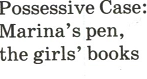 Possessive Case:
Marina's pen,
the girls' books